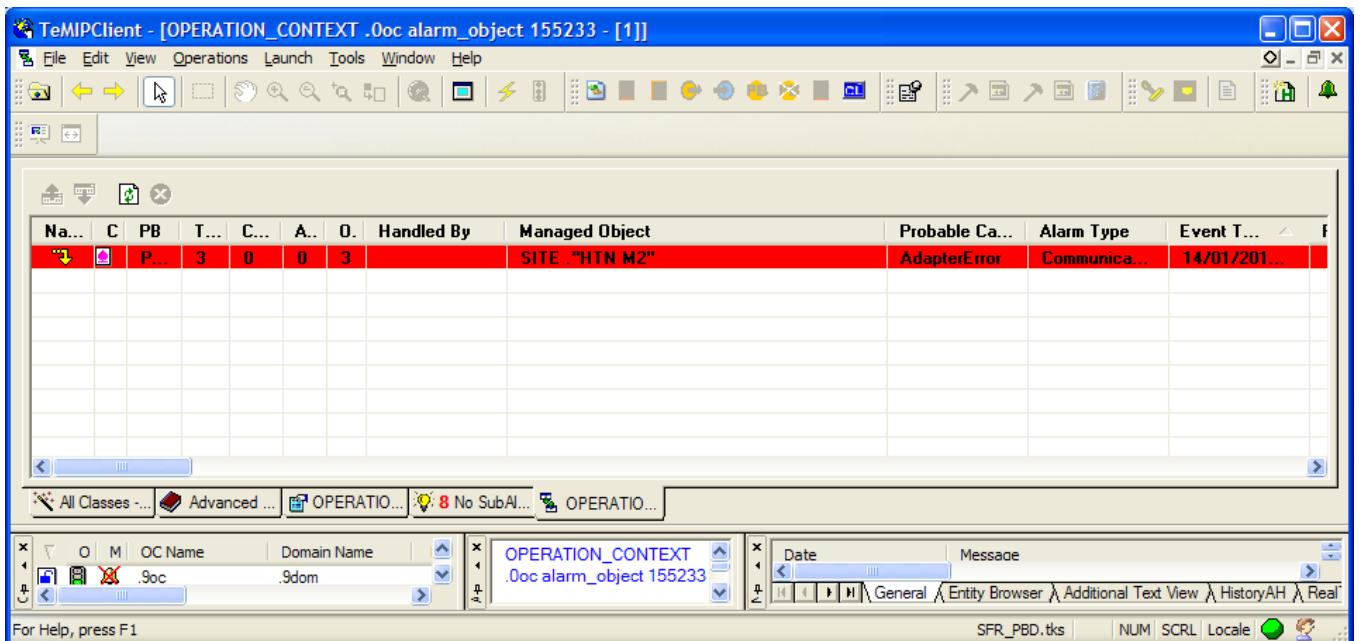 TeMIPClient - [OPERATION_CONTEXT .0oc alarm_object 155233 - [1]]
File Edit View Operations Launch Tools Window Help
Na... C PB T... C... A.. O. Handled By Managed Object Probable Ca... Alarm Type Event T...
P... 3 0 0 3 SITE ."HTN M2" AdapterError Communica... 14/01/201...
All Classes -... Advanced ... OPERATIO... 8 No SubAl... OPERATIO...
O M OC Name Domain Name
.9oc .9dom
OPERATION_CONTEXT
.0oc alarm_object 155233
Date Message
General Entity Browser Additional Text View HistoryAH Real
For Help, press F1 SFR_PBD.tks NUM SCRL Locale